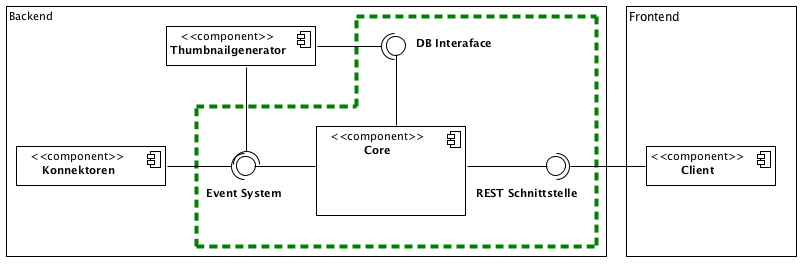 Backend
Frontend
<<component>>
Thumbnailgenerator
DB Interaface
<<component>>
Core
<<component>>
Konnektoren
<<component>>
Client
Event System
REST Schnittstelle